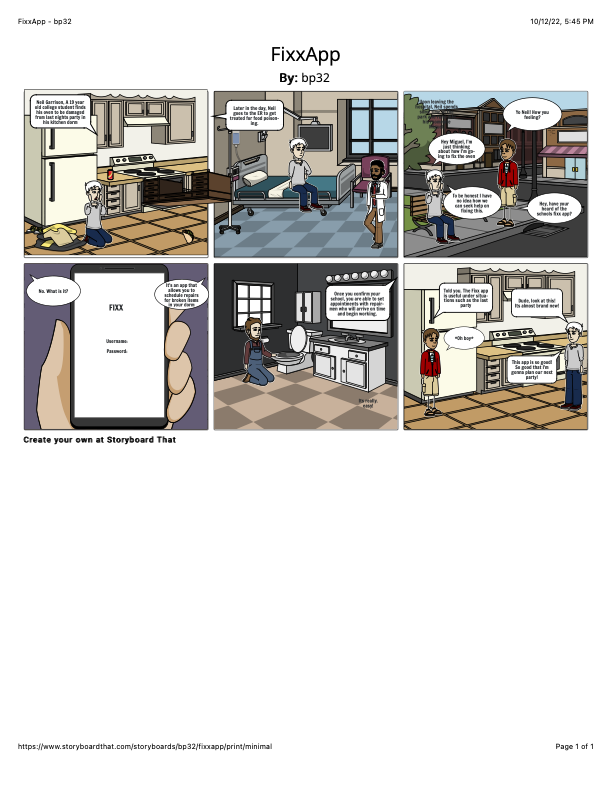 FixxApp - bp32
10/12/22, 5:45 PM
FixxApp
By: bp32
Neil Garrison, A 19 year
old college student finds
his oven to be damaged
from last nights party in
his kitchen dorm
Later in the day, Neil
goes to the ER to get
treated for food poison-
ing.
Upon leaving the
hospital, Neil spends
Yo Neil! How you
feeling?
Hey Miguel, I'm
just thinking
about how I'm go-
ing to fix the oven
To be honest I have
no idea how we
can seek help on
fixing this.
Hey, have your
heard of the
schools fixx app?
No. What is it?
It's an app that
allows you to
schedule repairs
for broken items
in your dorm
FIXX
Username:
Password:
Once you confirm your
school, you are able to set
appointments with repair-
men who will arrive on time
and begin working.
Its really
easy!
Told you. The Fixx app
is useful under situa-
tions such as the last
party
Dude, look at this!
Its almost brand new!
*Oh boy*
This app is so good!
So good that I'm
gonna plan our next
party!
Create your own at Storyboard That
https://www.storyboardthat.com/storyboards/bp32/fixxapp/print/minimal
Page 1 of 1